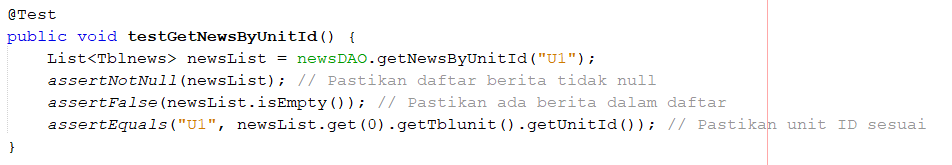 @Test
public void testGetNewsByUnitId() {
List<Tblnews> newsList = newsDAO.getNewsByUnitId("U1");
assertNotNull(newsList); // Pastikan daftar berita tidak null
assertFalse(newsList.isEmpty()); // Pastikan ada berita dalam daftar
assertEquals("U1", newsList.get(0).getTblunit().getUnitId()); // Pastikan unit ID sesuai
}